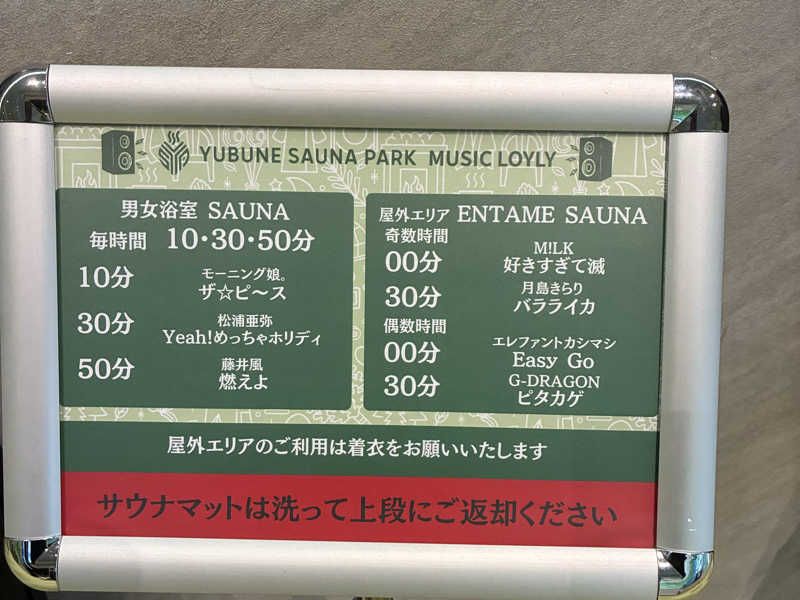 YUBUNE SAUNA PARK MUSIC LOYLY
男女浴室 SAUNA
毎時間 10・30・50分
10分
モーニング娘。
ザ☆ピ〜ス
30分
松浦亜弥
Yeah!めっちゃホリディ
50分
藤井風
燃えよ
屋外エリア ENTAME SAUNA
奇数時間
00分
M!LK
好きすぎて滅
30分
月島きらり
バラライカ
偶数時間
00分
エレファントカシマシ
Easy Go
30分
G-DRAGON
ピタカゲ
屋外エリアのご利用は着衣をお願いいたします
サウナマットは洗って上段にご返却ください